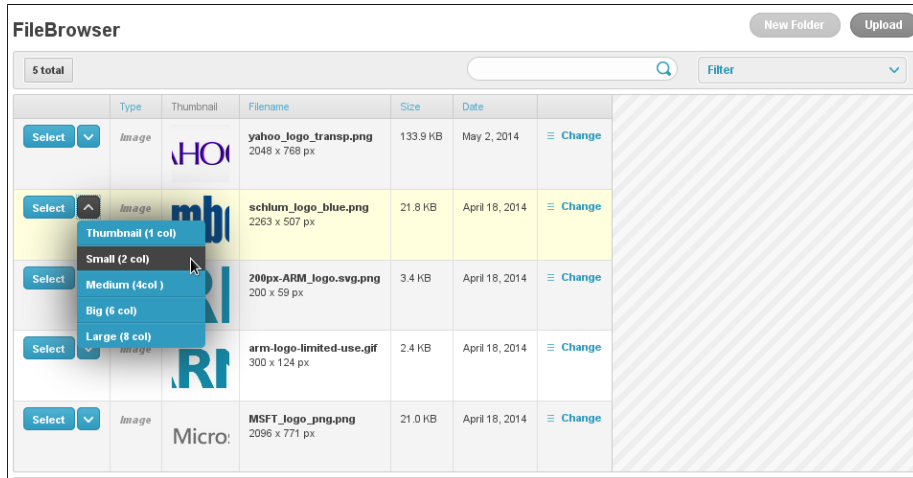 FileBrowser
New Folder
Upload
5 total
Filter
Type Thumbnail Filename Size Date
Select Image yahoo_logo_transp.png 133.9 KB May 2, 2014 Change
2048 x 768 px
Select Image schlum_logo_blue.png 21.8 KB April 18, 2014 Change
2263 x 507 px
Thumbnail (1 col)
Small (2 col)
Medium (4col )
Big (6 col)
Large (8 col)
Select 200px-ARM_logo.svg.png 3.4 KB April 18, 2014 Change
200 x 59 px
Select Image arm-logo-limited-use.gif 2.4 KB April 18, 2014 Change
300 x 124 px
Select Image MSFT_logo_png.png 21.0 KB April 18, 2014 Change
2096 x 771 px
Micro